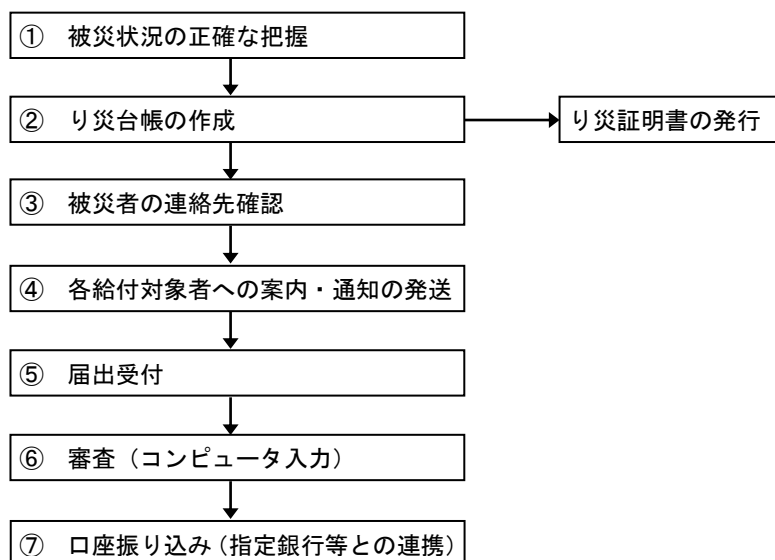 ① 被災状況の正確な把握
② り災台帳の作成
り災証明書の発行
③ 被災者の連絡先確認
④ 各給付対象者への案内・通知の発送
⑤ 届出受付
⑥ 審査（コンピュータ入力）
⑦ 口座振り込み（指定銀行等との連携）